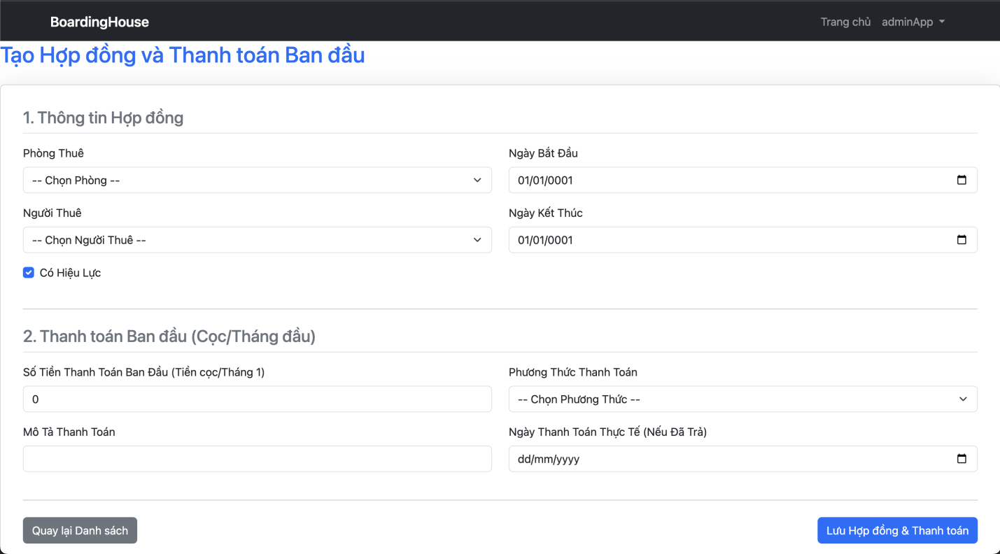 BoardingHouse
Trang chủ adminApp
Tạo Hợp đồng và Thanh toán Ban đầu
1. Thông tin Hợp đồng
Phòng Thuê
-- Chọn Phòng --
Ngày Bắt Đầu
01/01/0001
Người Thuê
-- Chọn Người Thuê --
Ngày Kết Thúc
01/01/0001
Có Hiệu Lực
2. Thanh toán Ban đầu (Cọc/Tháng đầu)
Số Tiền Thanh Toán Ban Đầu (Tiền cọc/Tháng 1)
0
Phương Thức Thanh Toán
-- Chọn Phương Thức --
Mô Tả Thanh Toán
Ngày Thanh Toán Thực Tế (Nếu Đã Trả)
dd/mm/yyyy
Quay lại Danh sách
Lưu Hợp đồng & Thanh toán